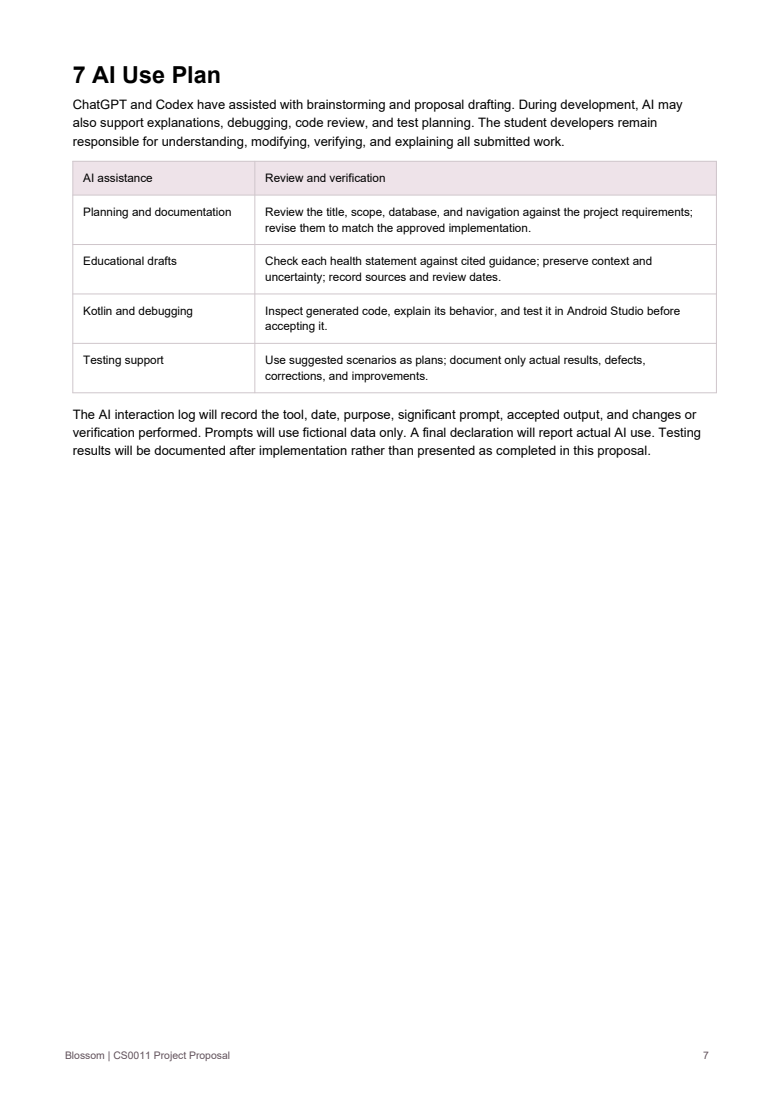 7 AI Use Plan
ChatGPT and Codex have assisted with brainstorming and proposal drafting. During development, AI may
also support explanations, debugging, code review, and test planning. The student developers remain
responsible for understanding, modifying, verifying, and explaining all submitted work.
AI assistance
Review and verification
Planning and documentation
Review the title, scope, database, and navigation against the project requirements;
revise them to match the approved implementation.
Educational drafts
Check each health statement against cited guidance; preserve context and
uncertainty; record sources and review dates.
Kotlin and debugging
Inspect generated code, explain its behavior, and test it in Android Studio before
accepting it.
Testing support
Use suggested scenarios as plans; document only actual results, defects,
corrections, and improvements.
The AI interaction log will record the tool, date, purpose, significant prompt, accepted output, and changes or
verification performed. Prompts will use fictional data only. A final declaration will report actual AI use. Testing
results will be documented after implementation rather than presented as completed in this proposal.
Blossom | CS0011 Project Proposal
7